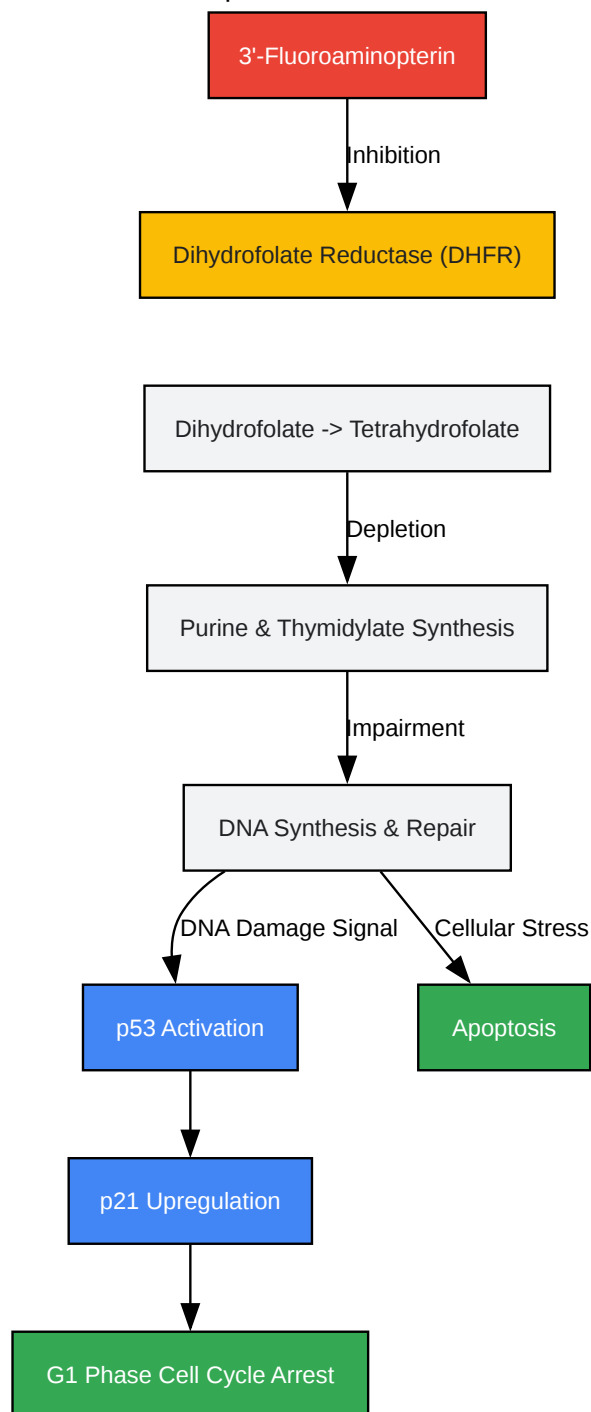 3'-Fluoroaminopterin
Inhibition
Dihydrofolate Reductase (DHFR)
Dihydrofolate -> Tetrahydrofolate
Depletion
Purine & Thymidylate Synthesis
Impairment
DNA Synthesis & Repair
DNA Damage Signal
Cellular Stress
p53 Activation
Apoptosis
p21 Upregulation
G1 Phase Cell Cycle Arrest